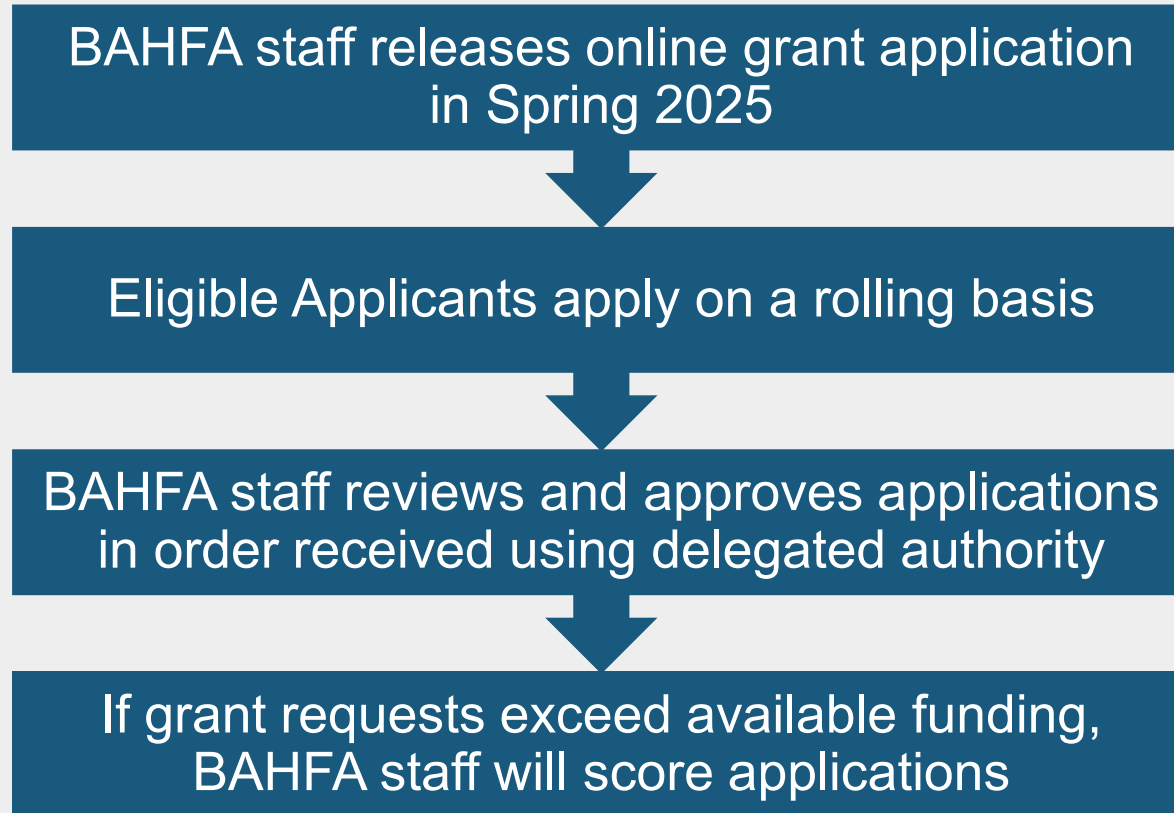 BAHFA staff releases online grant application
in Spring 2025
Eligible Applicants apply on a rolling basis
BAHFA staff reviews and approves applications
in order received using delegated authority
If grant requests exceed available funding,
BAHFA staff will score applications